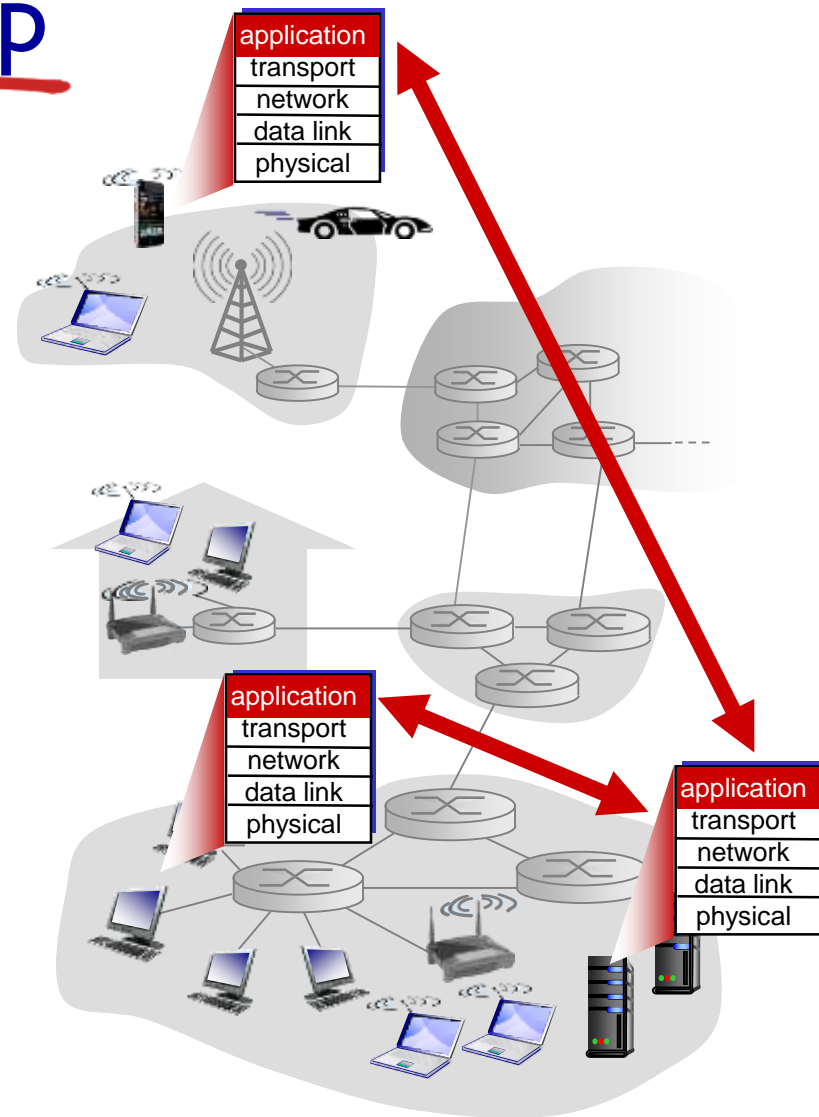 p
application
transport
network
data link
physical
application
transport
network
data link
physical
application
transport
network
data link
physical